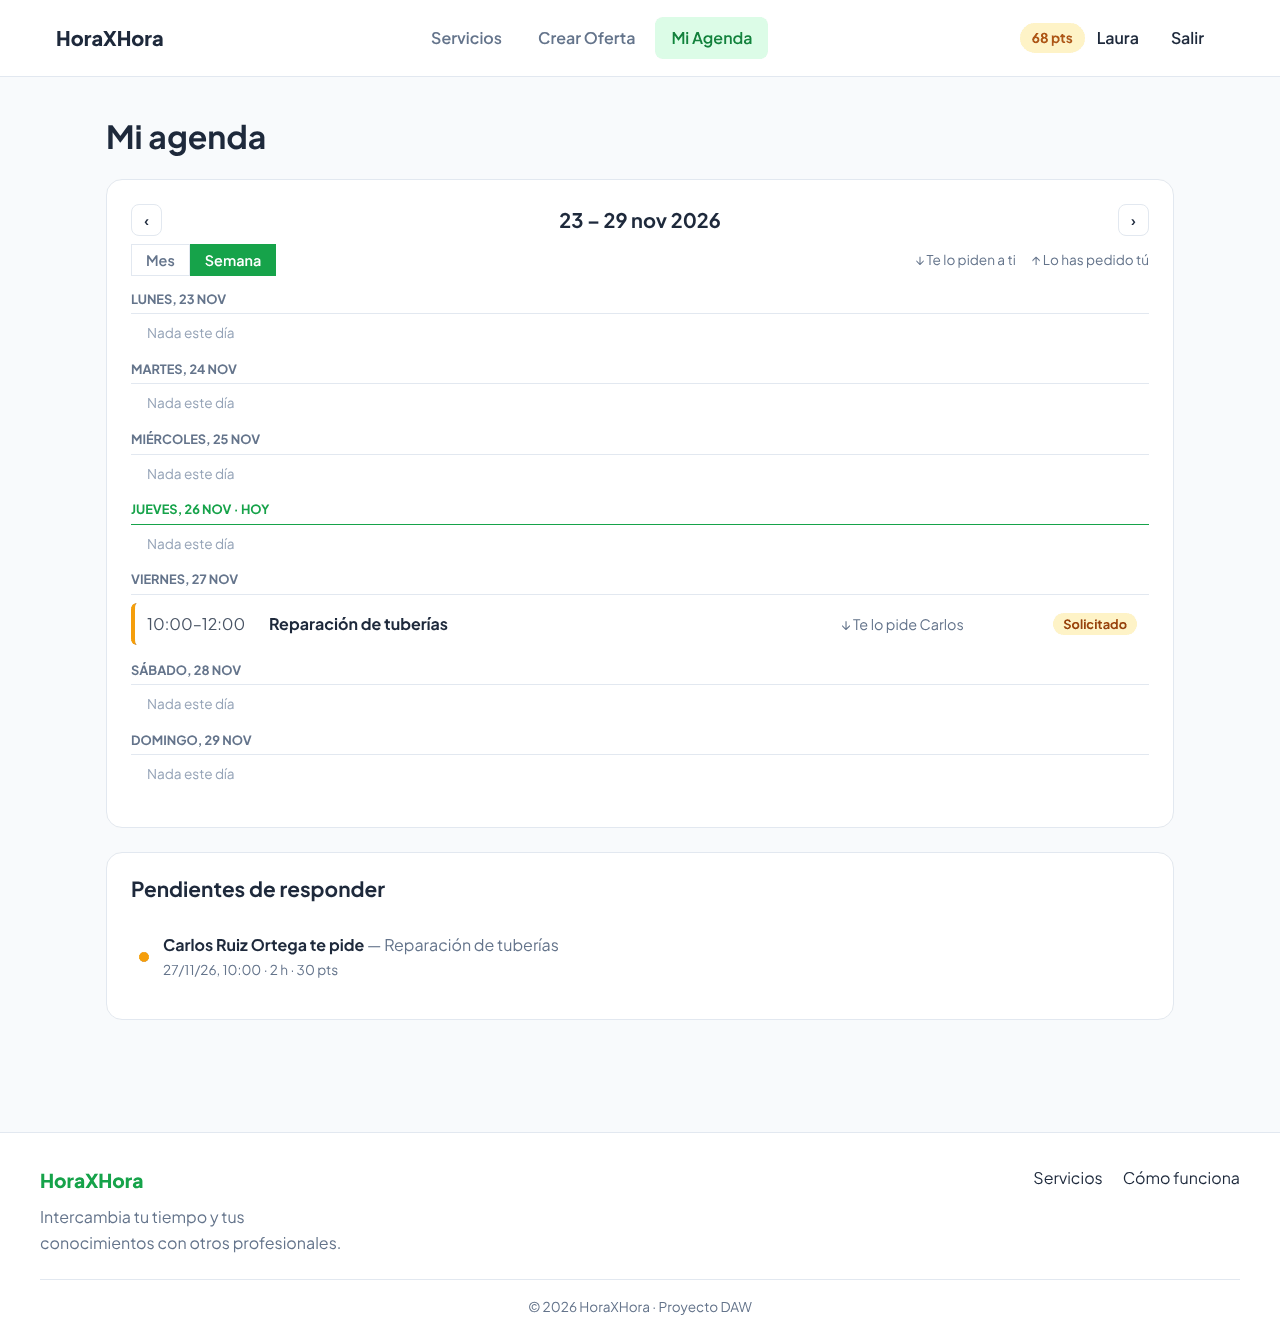 HoraXHora
Servicios
Crear Oferta
Mi Agenda
68 pts
Laura
Salir
Mi agenda
‹
23 – 29 nov 2026
›
Mes
Semana
↓ Te lo piden a ti
↑ Lo has pedido tú
LUNES, 23 NOV
Nada este día
MARTES, 24 NOV
Nada este día
MIÉRCOLES, 25 NOV
Nada este día
JUEVES, 26 NOV · HOY
Nada este día
VIERNES, 27 NOV
10:00–12:00
Reparación de tuberías
↓ Te lo pide Carlos
Solicitado
SÁBADO, 28 NOV
Nada este día
DOMINGO, 29 NOV
Nada este día
Pendientes de responder
Carlos Ruiz Ortega te pide — Reparación de tuberías
27/11/26, 10:00 · 2 h · 30 pts
HoraXHora
Servicios
Cómo funciona
Intercambia tu tiempo y tus
conocimientos con otros profesionales.
© 2026 HoraXHora · Proyecto DAW